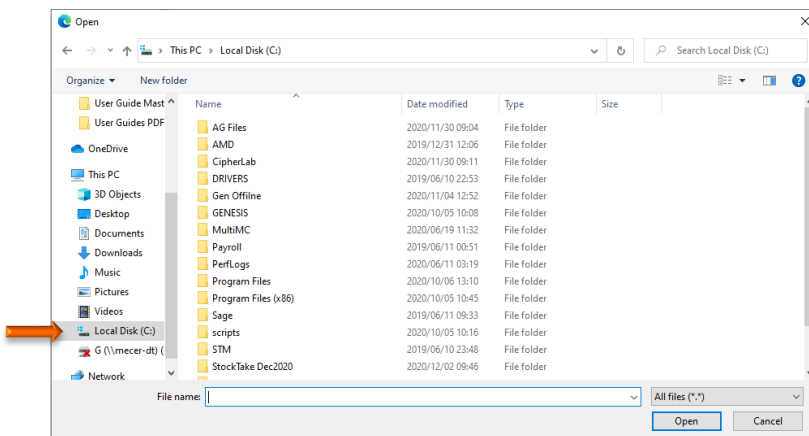 Open
This PC > Local Disk (C:)
Search Local Disk (C:)
Organize
New folder
User Guide Mast
User Guides PDF
OneDrive
This PC
3D Objects
Desktop
Documents
Downloads
Music
Pictures
Videos
Local Disk (C:)
G (\\mecer-dt) (
Network
Name Date modified Type Size
AG Files 2020/11/30 09:04 File folder
AMD 2019/12/31 12:06 File folder
CipherLab 2020/11/30 09:11 File folder
DRIVERS 2019/06/10 22:53 File folder
Gen Offilne 2020/11/04 12:52 File folder
GENESIS 2020/10/05 10:08 File folder
MultiMC 2020/06/19 11:32 File folder
Payroll 2019/06/11 00:51 File folder
PerfLogs 2020/06/11 03:19 File folder
Program Files 2020/10/06 13:10 File folder
Program Files (x86) 2020/10/05 10:45 File folder
Sage 2019/06/11 09:33 File folder
scripts 2020/10/05 10:16 File folder
STM 2019/06/10 23:48 File folder
StockTake Dec2020 2020/12/02 09:46 File folder
File name:
All files (*.*)
Open
Cancel